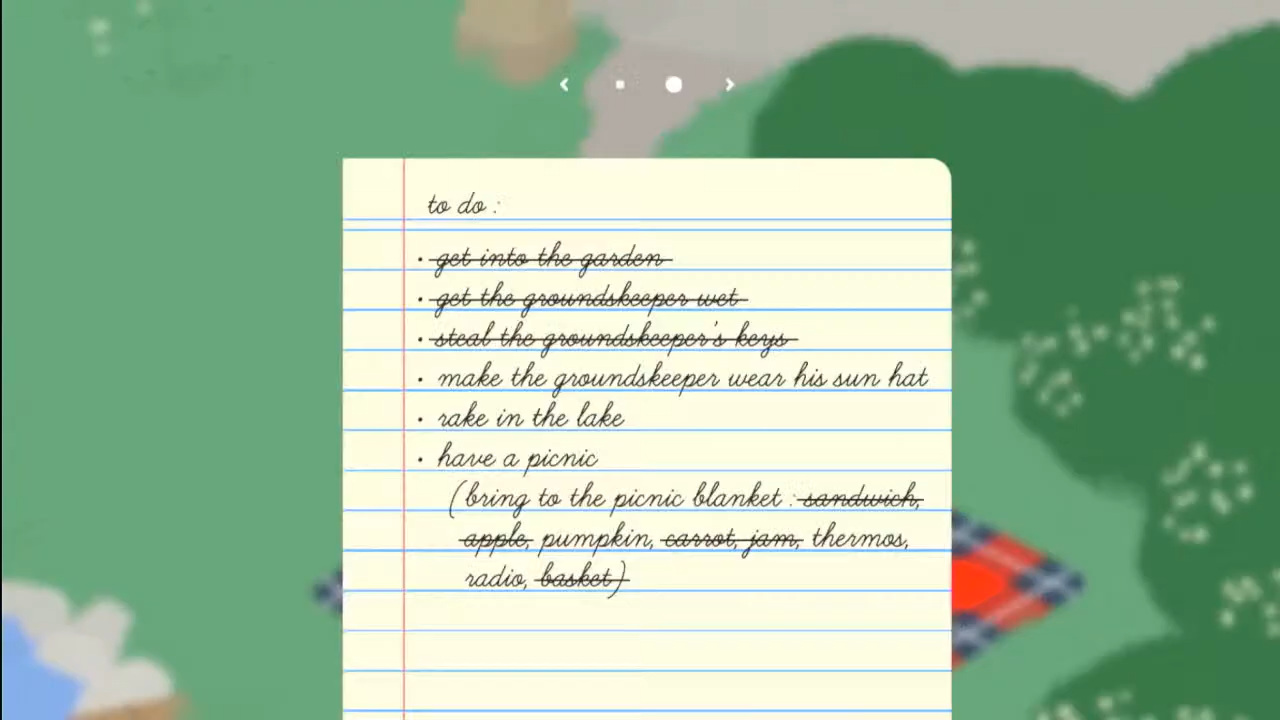 to do :
• get into the garden
• get the groundskeeper wet
• steal the groundskeeper's keys
• make the groundskeeper wear his sun hat
• rake in the lake
• have a picnic
(bring to the picnic blanket : sandwich,
apple, pumpkin, carrot, jam, thermos,
radio, basket)